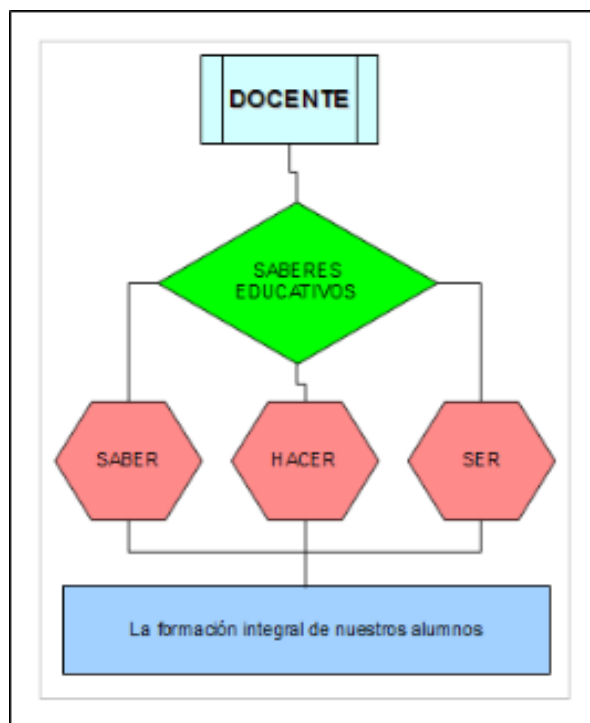 DOCENTE
SABERES
EDUCATIVOS
SABER
HACER
SER
La formación integral de nuestros alumnos